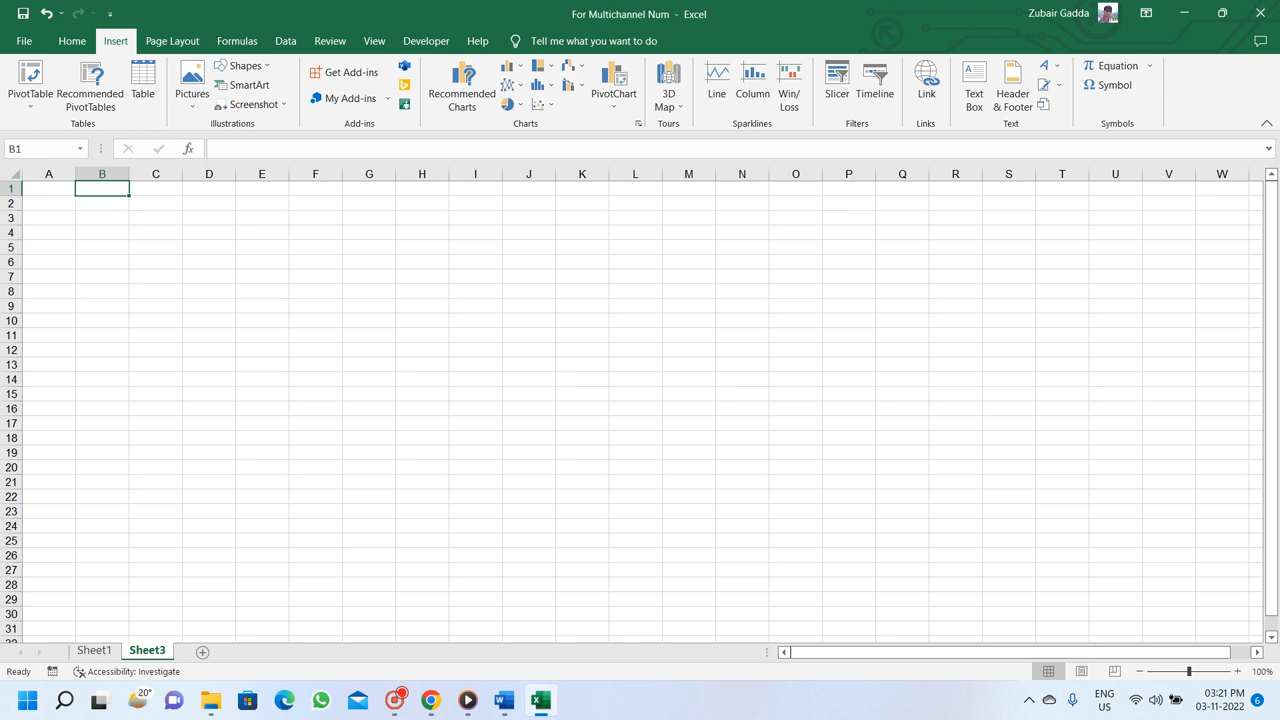 For Multichannel Num - Excel
Zubair Gadda
File Home Insert Page Layout Formulas Data Review View Developer Help Tell me what you want to do
PivotTable
Recommended PivotTables
Table
Pictures
Shapes
SmartArt
Screenshot
Get Add-ins
My Add-ins
Recommended Charts
PivotChart
3D Map
Line
Column
Win/ Loss
Slicer
Timeline
Link
Text Box
Header & Footer
Equation
Symbol
Tables Illustrations Add-ins Charts Tours Sparklines Filters Links Text Symbols
B1 fx
A B C D E F G H I J K L M N O P Q R S T U V W
1
2
3
4
5
6
7
8
9
10
11
12
13
14
15
16
17
18
19
20
21
22
23
24
25
26
27
28
29
30
31
Sheet1 Sheet3
Ready Accessibility: Investigate 100%
20°
ENG
US
03:21 PM
03-11-2022
6